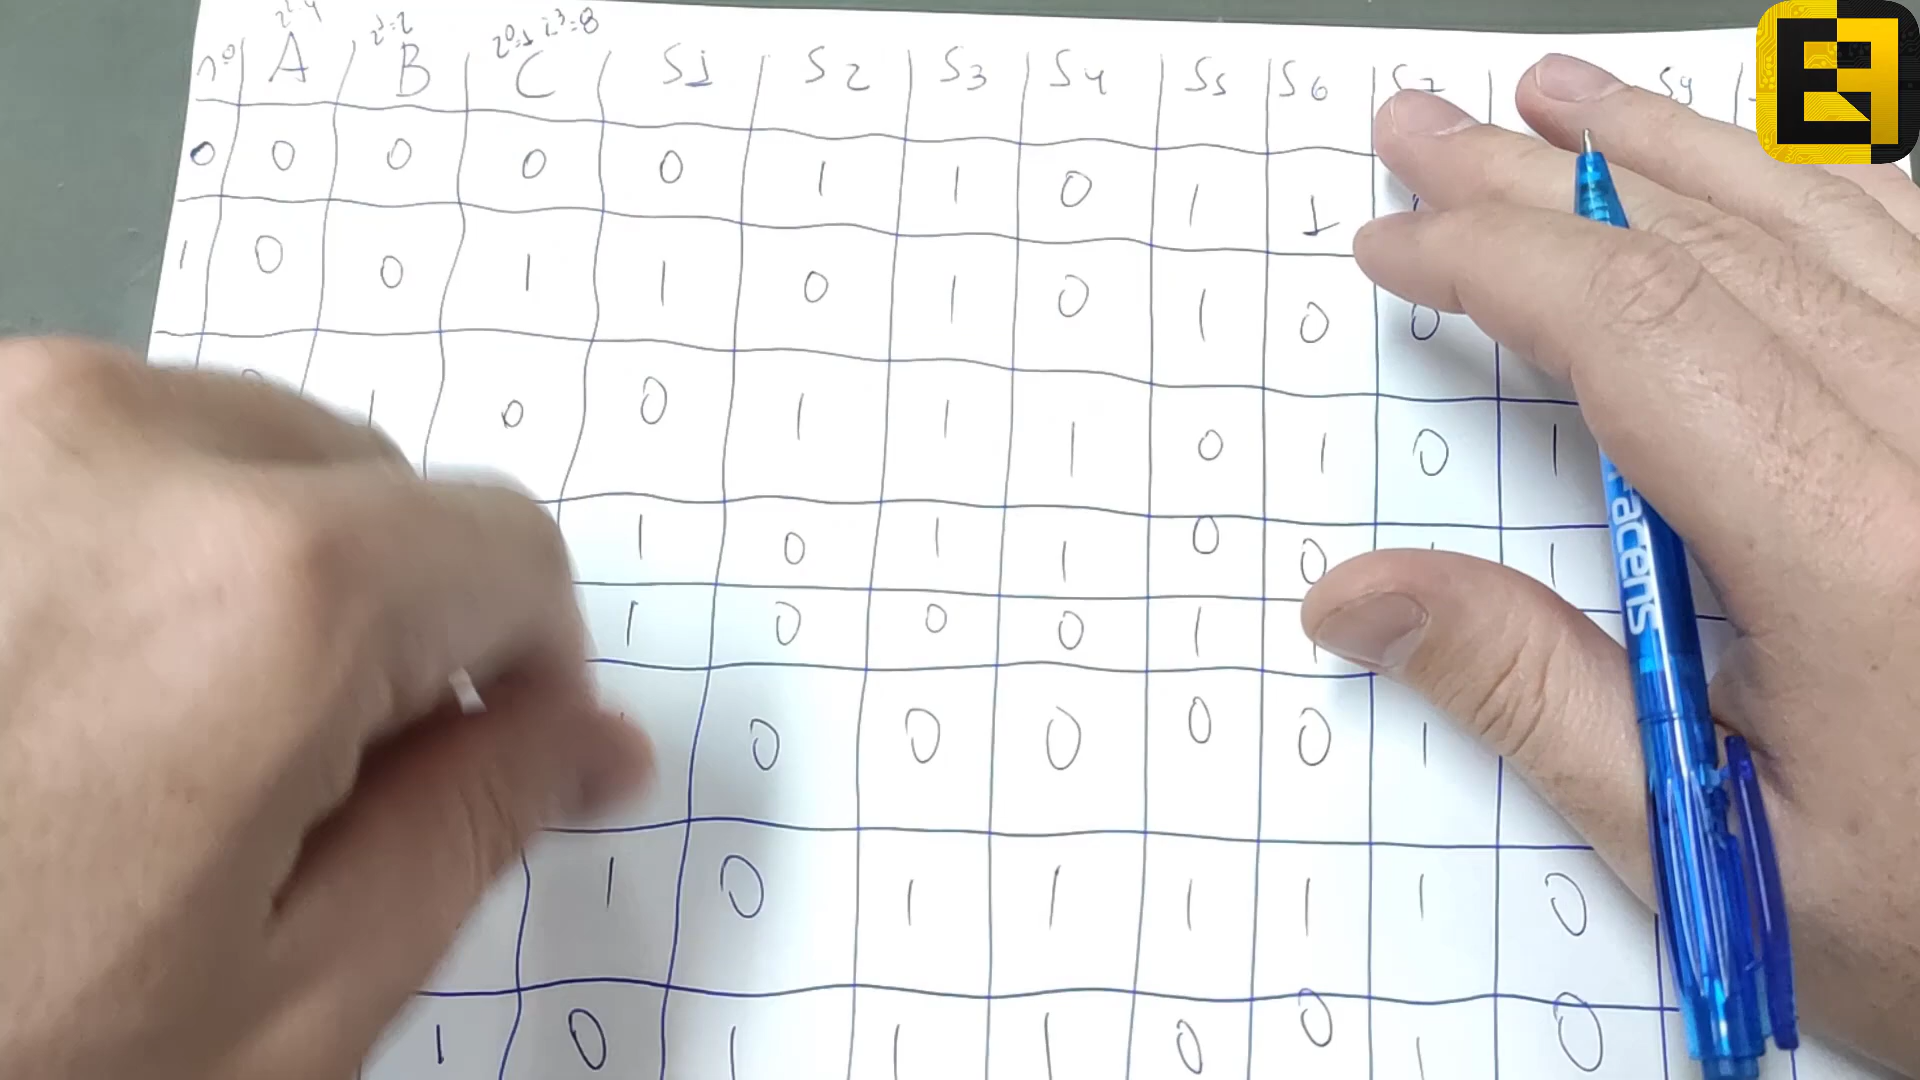 2²=4 2¹=2 2⁰=1 2³=8
nº A B C S1 S2 S3 S4 S5 S6 S7 S9
0 0 0 0 0 1 1 0 1 1
1 0 0 1 1 0 1 0 1 0 0
1 0 0 1 1 1 0 1 0 1
1 0 1 1 0 0 1
1 0 0 0 1
0 0 0 0 0 1
1 0 1 1 1 1 1 0
1 0 1 1 1 0 0 1 0
facens
EF